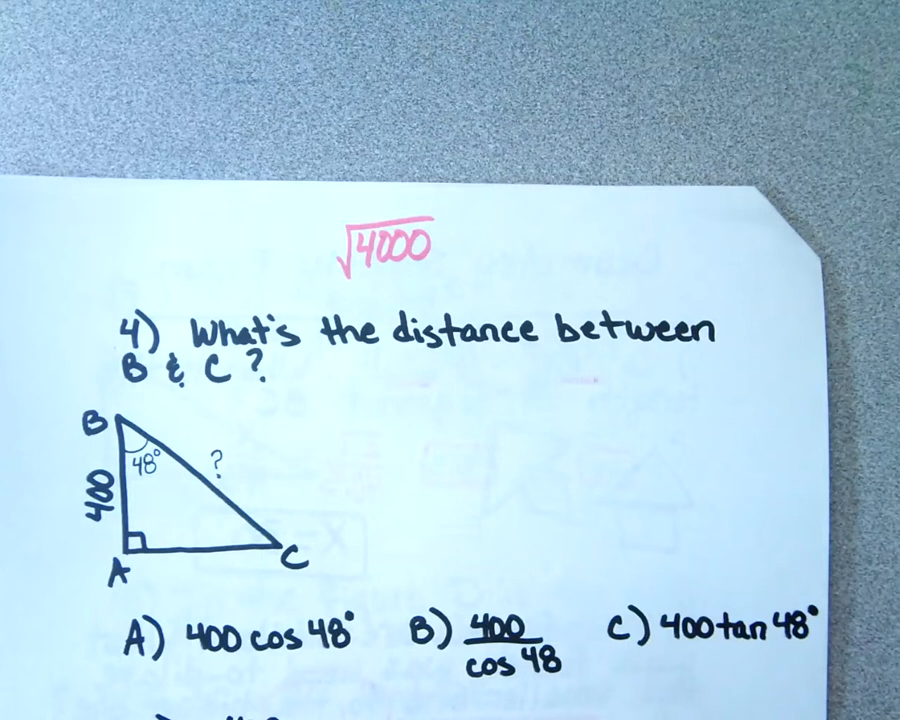 √4000
4) What's the distance between
B & C?
B
48°
?
400
A
C
A) 400 cos 48° B) 400/cos 48 C) 400 tan 48°